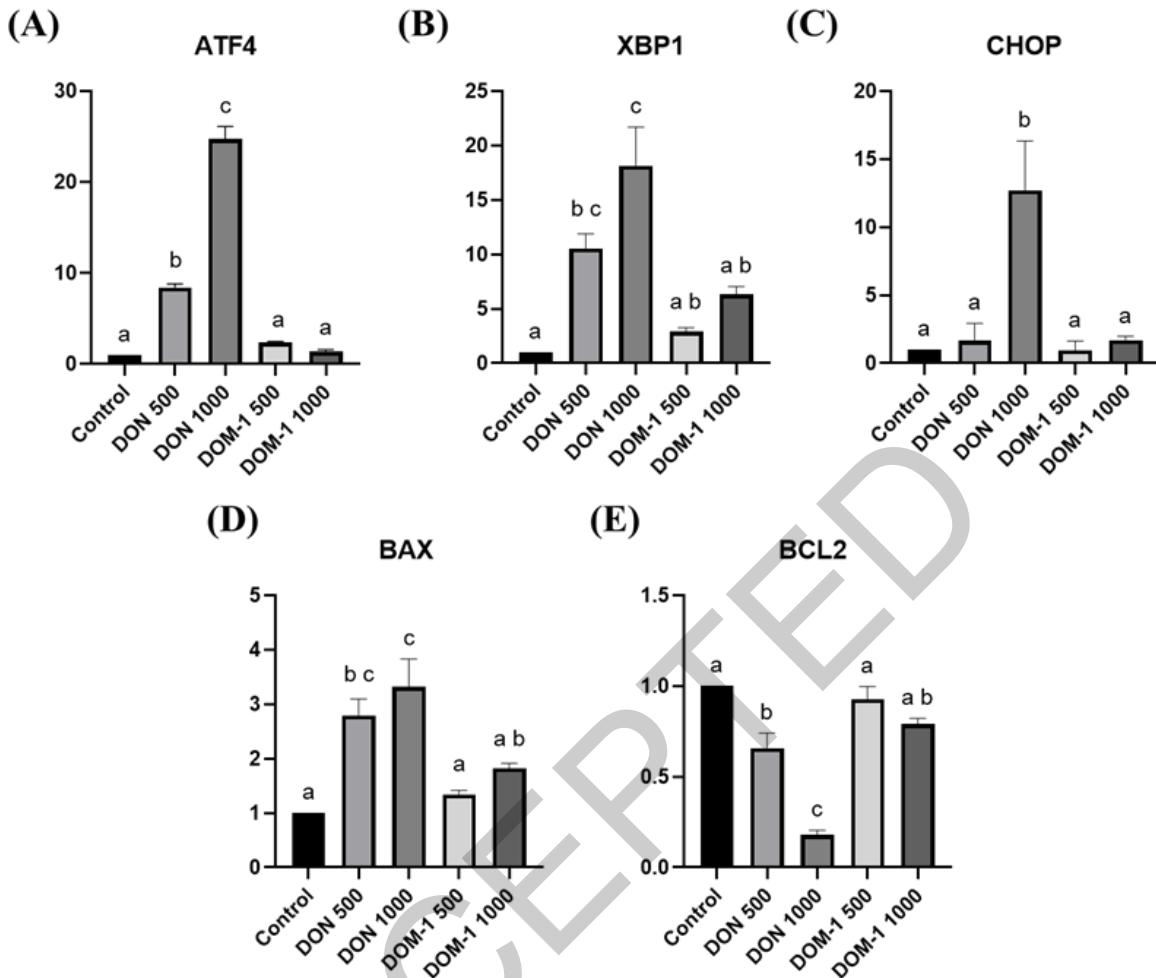 (A)
ATF4
30
20
10
0
a
b
c
a
a
Control
DON 500
DON 1000
DOM-1 500
DOM-1 1000
(B)
XBP1
25
20
15
10
5
0
a
b c
c
a b
a b
Control
DON 500
DON 1000
DOM-1 500
DOM-1 1000
(C)
CHOP
20
15
10
5
0
a
a
b
a
a
Control
DON 500
DON 1000
DOM-1 500
DOM-1 1000
(D)
BAX
5
4
3
2
1
0
a
b c
c
a
a b
Control
DON 500
DON 1000
DOM-1 500
DOM-1 1000
(E)
BCL2
1.5
1.0
0.5
0.0
a
b
c
a
a b
Control
DON 500
DON 1000
DOM-1 500
DOM-1 1000
CEPTED